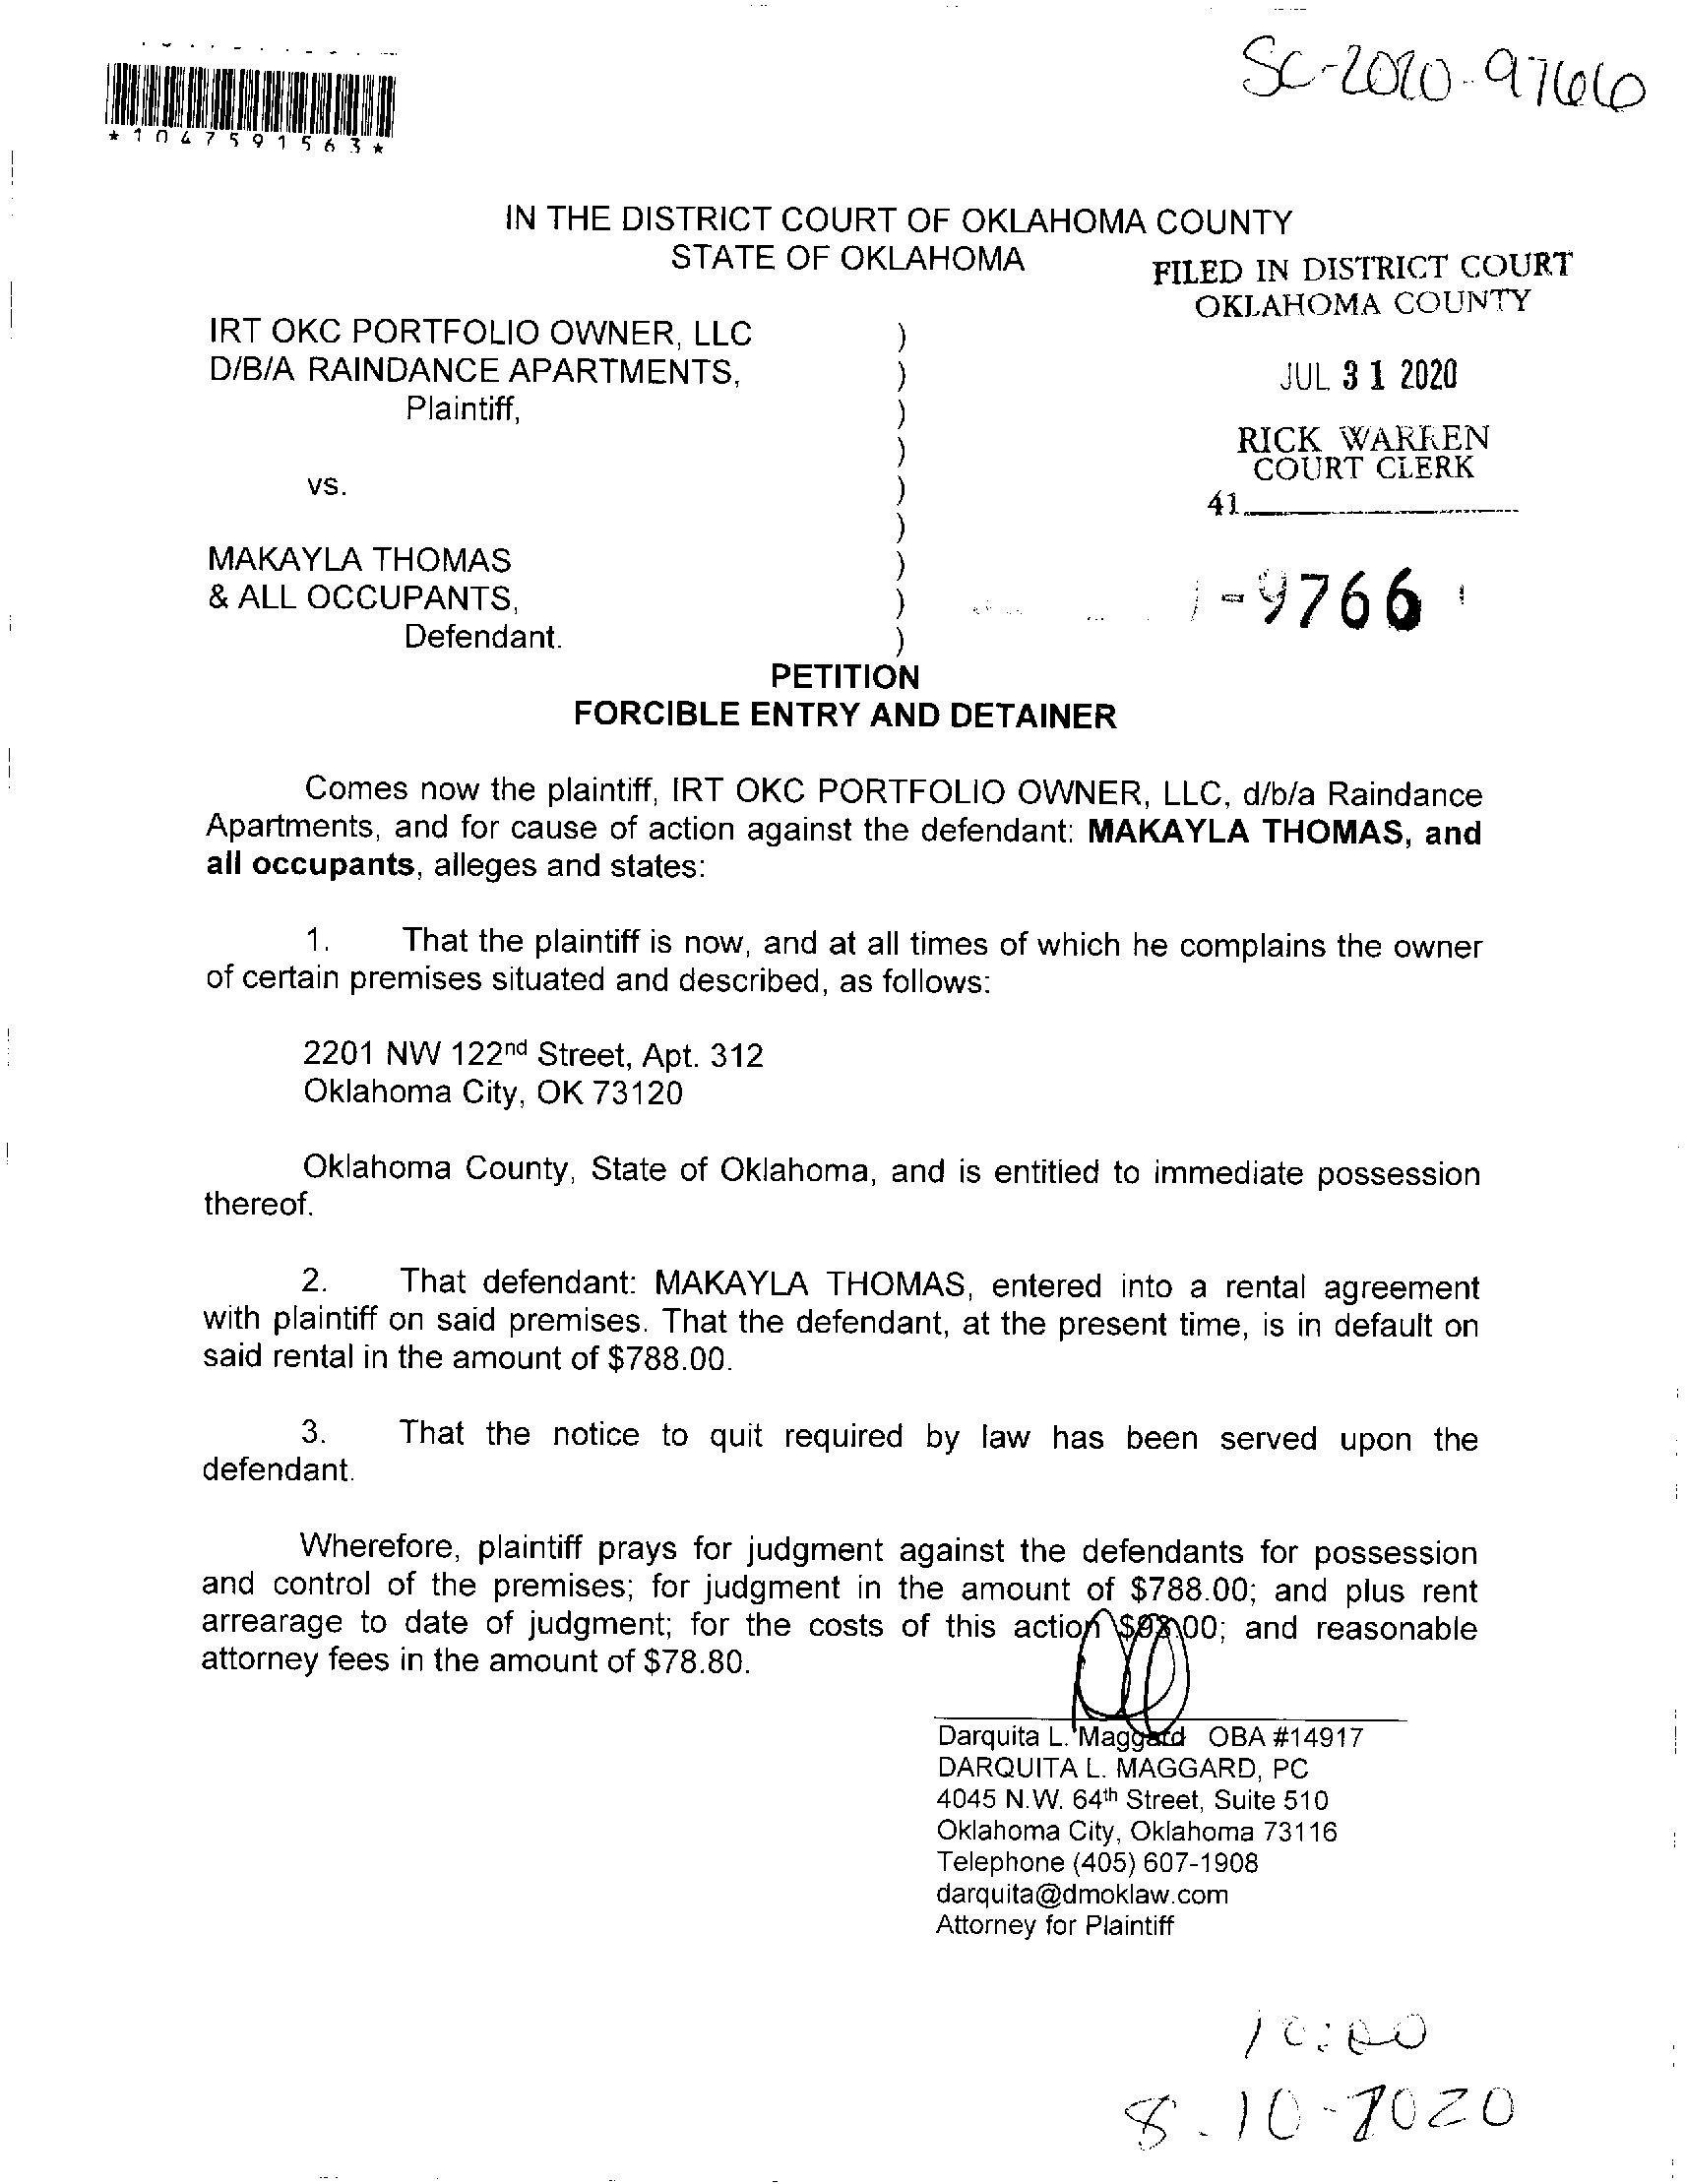 SC-2020-9766
*1047591563*
IN THE DISTRICT COURT OF OKLAHOMA COUNTY
STATE OF OKLAHOMA
FILED IN DISTRICT COURT
OKLAHOMA COUNTY
JUL 31 2020
RICK WARREN
COURT CLERK
41
IRT OKC PORTFOLIO OWNER, LLC )
D/B/A RAINDANCE APARTMENTS, )
Plaintiff, )
)
vs. )
)
MAKAYLA THOMAS )
& ALL OCCUPANTS, )
Defendant. )
-9766
PETITION
FORCIBLE ENTRY AND DETAINER
Comes now the plaintiff, IRT OKC PORTFOLIO OWNER, LLC, d/b/a Raindance
Apartments, and for cause of action against the defendant: MAKAYLA THOMAS, and
all occupants, alleges and states:
1. That the plaintiff is now, and at all times of which he complains the owner
of certain premises situated and described, as follows:
2201 NW 122nd Street, Apt. 312
Oklahoma City, OK 73120
Oklahoma County, State of Oklahoma, and is entitled to immediate possession
thereof.
2. That defendant: MAKAYLA THOMAS, entered into a rental agreement
with plaintiff on said premises. That the defendant, at the present time, is in default on
said rental in the amount of $788.00.
3. That the notice to quit required by law has been served upon the
defendant.
Wherefore, plaintiff prays for judgment against the defendants for possession
and control of the premises; for judgment in the amount of $788.00; and plus rent
arrearage to date of judgment; for the costs of this action and reasonable
attorney fees in the amount of $78.80.
Darquita L. Maggard OBA #14917
DARQUITA L. MAGGARD, PC
4045 N.W. 64th Street, Suite 510
Oklahoma City, Oklahoma 73116
Telephone (405) 607-1908
darquita@dmoklaw.com
Attorney for Plaintiff
10:00
8-10-2020